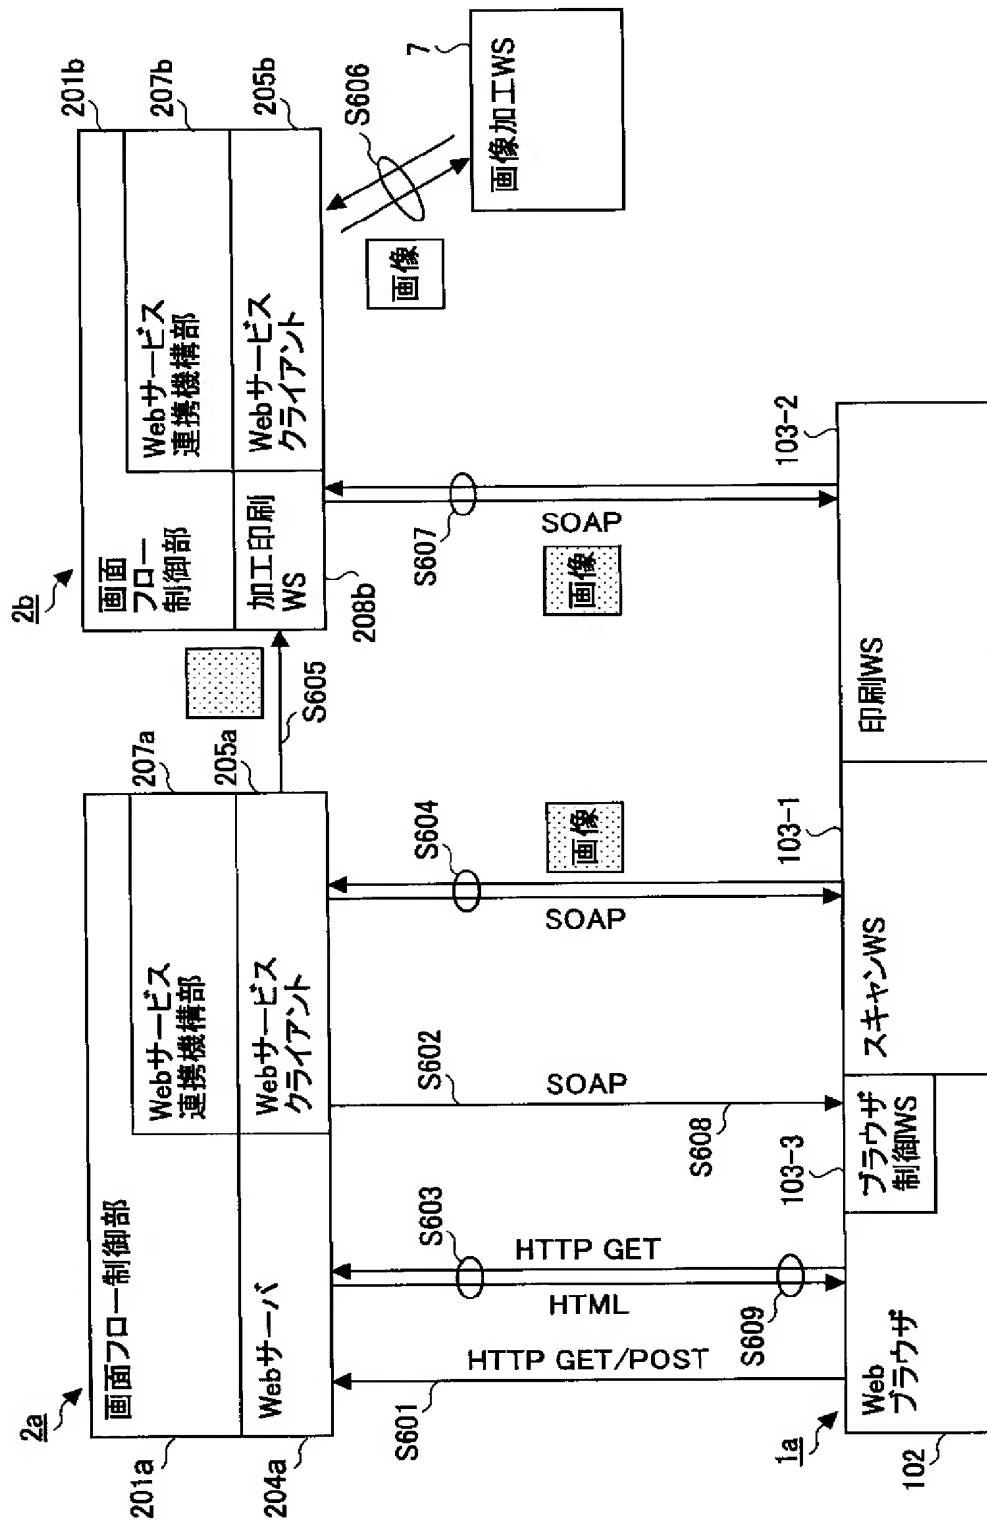 2a
201a
画面フロー制御部
204a
Webサーバ
Webサービス
連携機構部
207a
Webサービス
クライアント
205a
S605
2b
画面
フロー
制御部
201b
Webサービス
連携機構部
207b
加工印刷
WS
208b
Webサービス
クライアント
205b
S606
画像
7
画像加工WS
S601
HTTP GET/POST
S603
HTML
HTTP GET
S609
S602
SOAP
S608
S604
SOAP
画像
S607
SOAP
画像
1a
102
Web
ブラウザ
103-3
ブラウザ
制御WS
103-1
スキャンWS
103-2
印刷WS